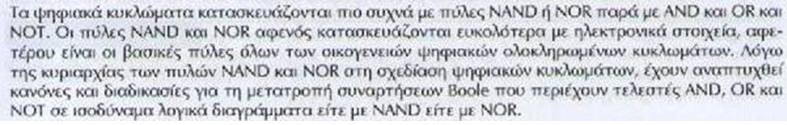 Τα ψηφιακά κυκλώματα κατασκευάζονται πιο συχνά με πύλες NAND ή NOR παρά με AND και OR και
NOT. Οι πύλες NAND και NOR αφενός κατασκευάζονται ευκολότερα με ηλεκτρονικά στοιχεία, αφε-
τέρου είναι οι βασικές πύλες όλων των οικογενειών ψηφιακών ολοκληρωμένων κυκλωμάτων. Λόγω
της κυριαρχίας των πυλών NAND και NOR στη σχεδίαση ψηφιακών κυκλωμάτων, έχουν αναπτυχθεί
κανόνες και διαδικασίες για τη μετατροπή συναρτήσεων Boole που περιέχουν τελεστές AND, OR και
NOT σε ισοδύναμα λογικά διαγράμματα είτε με NAND είτε με NOR.